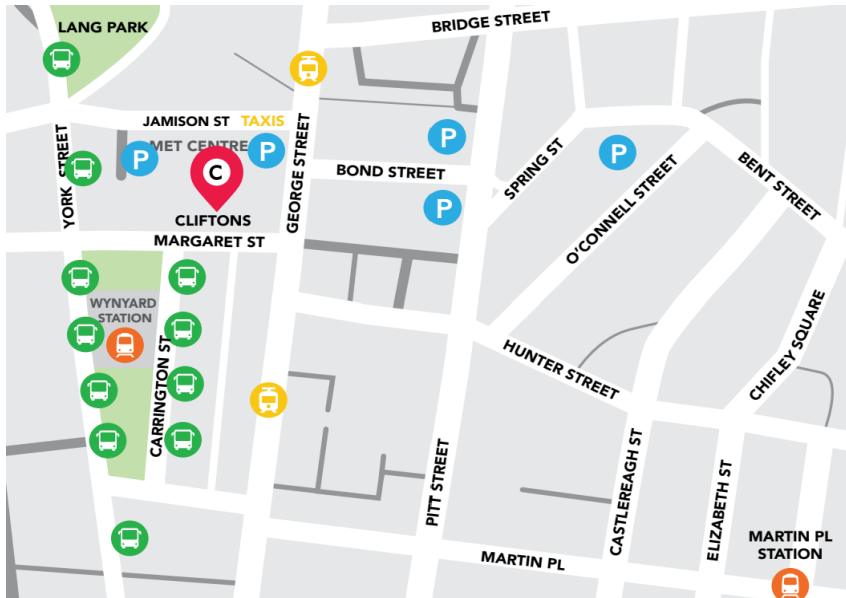 LANG PARK
BRIDGE STREET
JAMISON ST TAXIS
MET CENTRE
P
P
P
P
P
C
CLIFTONS
YORK STREET
GEORGE STREET
BOND STREET
SPRING ST
O'CONNELL STREET
BENT STREET
MARGARET ST
WYNYARD
STATION
CARRINGTON ST
HUNTER STREET
CHIFLEY SQUARE
PITT STREET
CASTLEREAGH ST
ELIZABETH ST
MARTIN PL
MARTIN PL
STATION